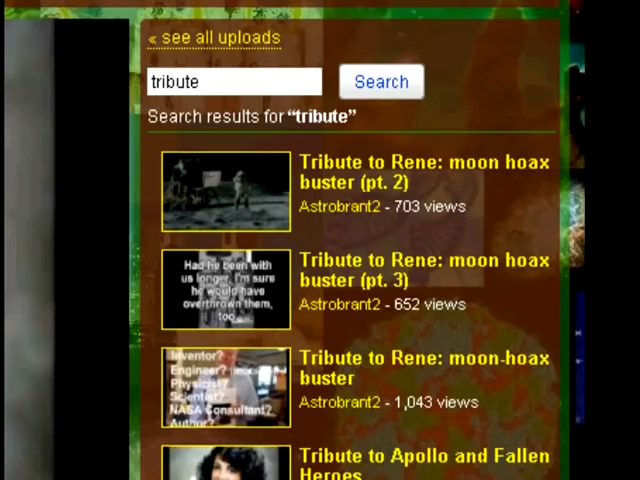 « see all uploads
tribute
Search
Search results for “tribute”
Tribute to Rene: moon hoax
buster (pt. 2)
Astrobrant2 - 703 views
Had he been with
us longer, I'm sure
he would have
overthrown them,
too...
Tribute to Rene: moon hoax
buster (pt. 3)
Astrobrant2 - 652 views
Inventor?
Engineer?
Physicist?
Scientist?
NASA Consultant?
Author?
Tribute to Rene: moon-hoax
buster
Astrobrant2 - 1,043 views
Tribute to Apollo and Fallen
Heroes